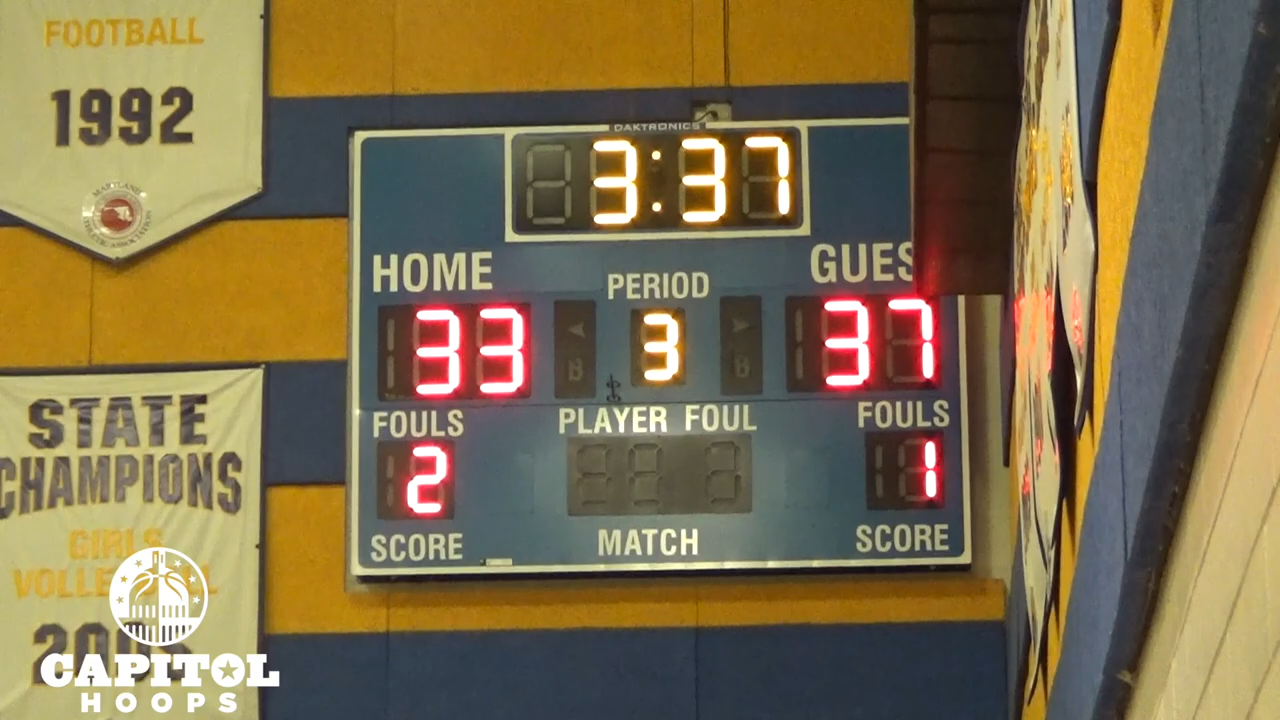 FOOTBALL
1992
DAKTRONICS
3:37
HOME
PERIOD
GUES
33
3
37
B
B
FOULS
PLAYER FOUL
FOULS
2
1
SCORE
MATCH
SCORE
STATE
CHAMPIONS
GIRLS
CAPITOL
HOOPS